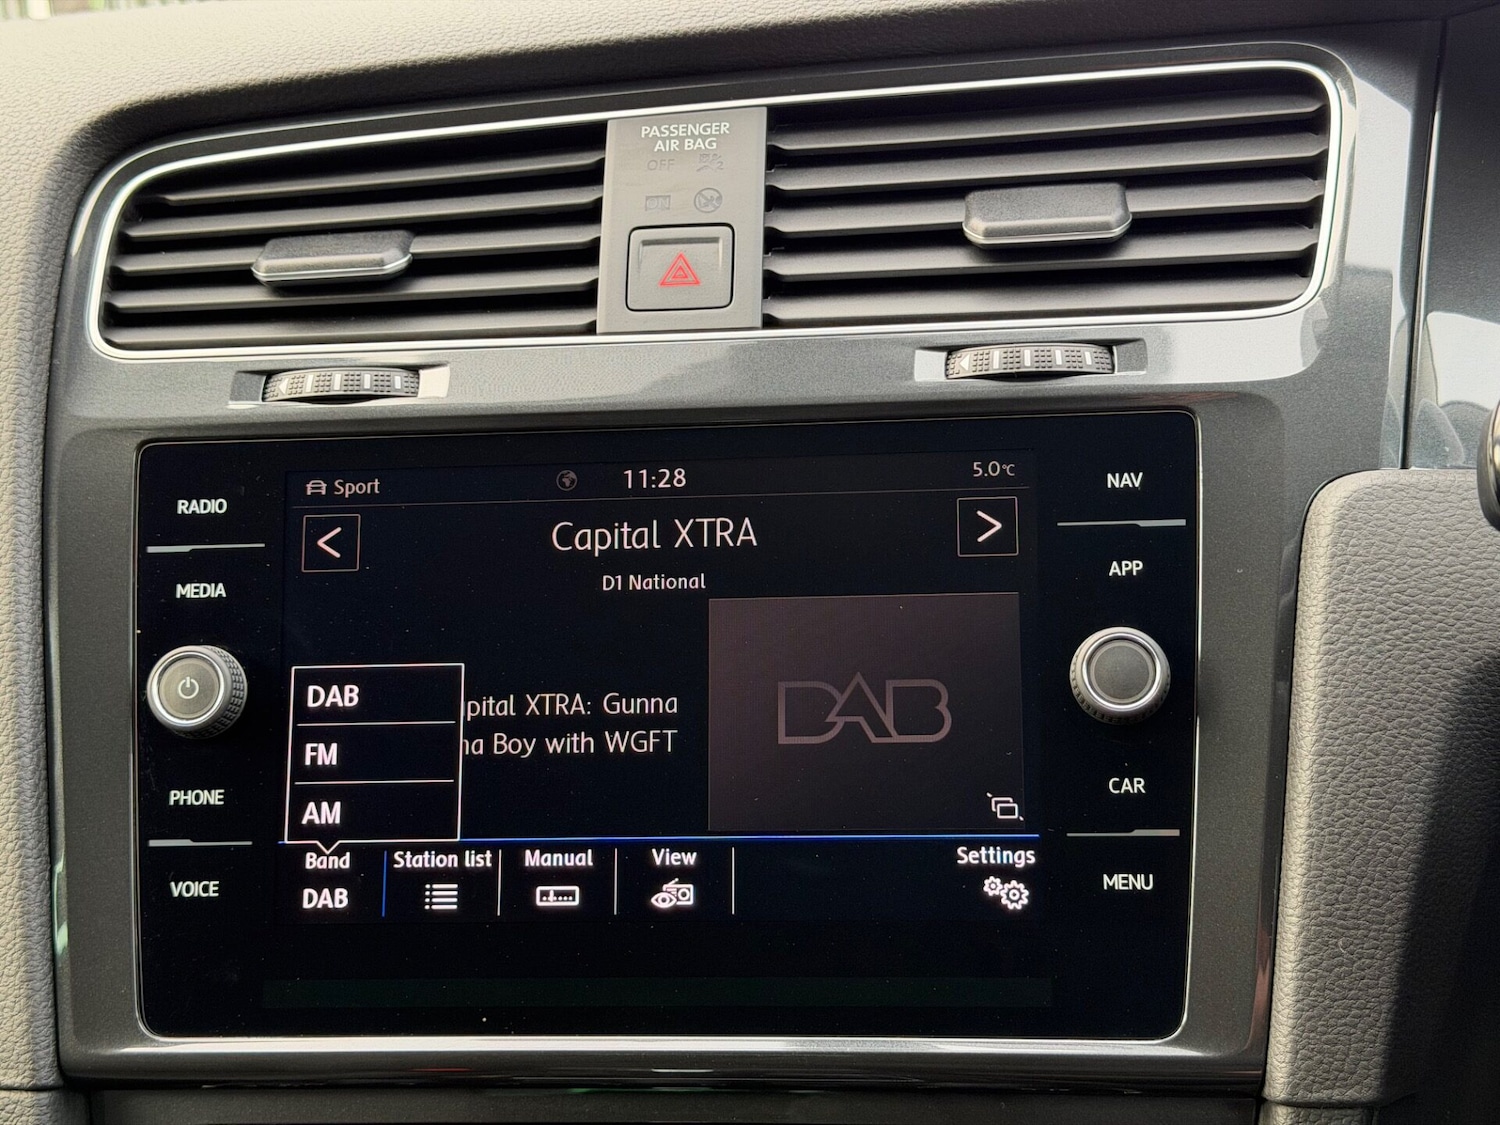 PASSENGER
AIR BAG
OFF
ON
RADIO
MEDIA
PHONE
VOICE
Sport
11:28
5.0°C
<
Capital XTRA
>
D1 National
pital XTRA: Gunna
Boy with WGFT
DAB
DAB
FM
AM
Band
DAB
Station list
Manual
View
Settings
NAV
APP
CAR
MENU